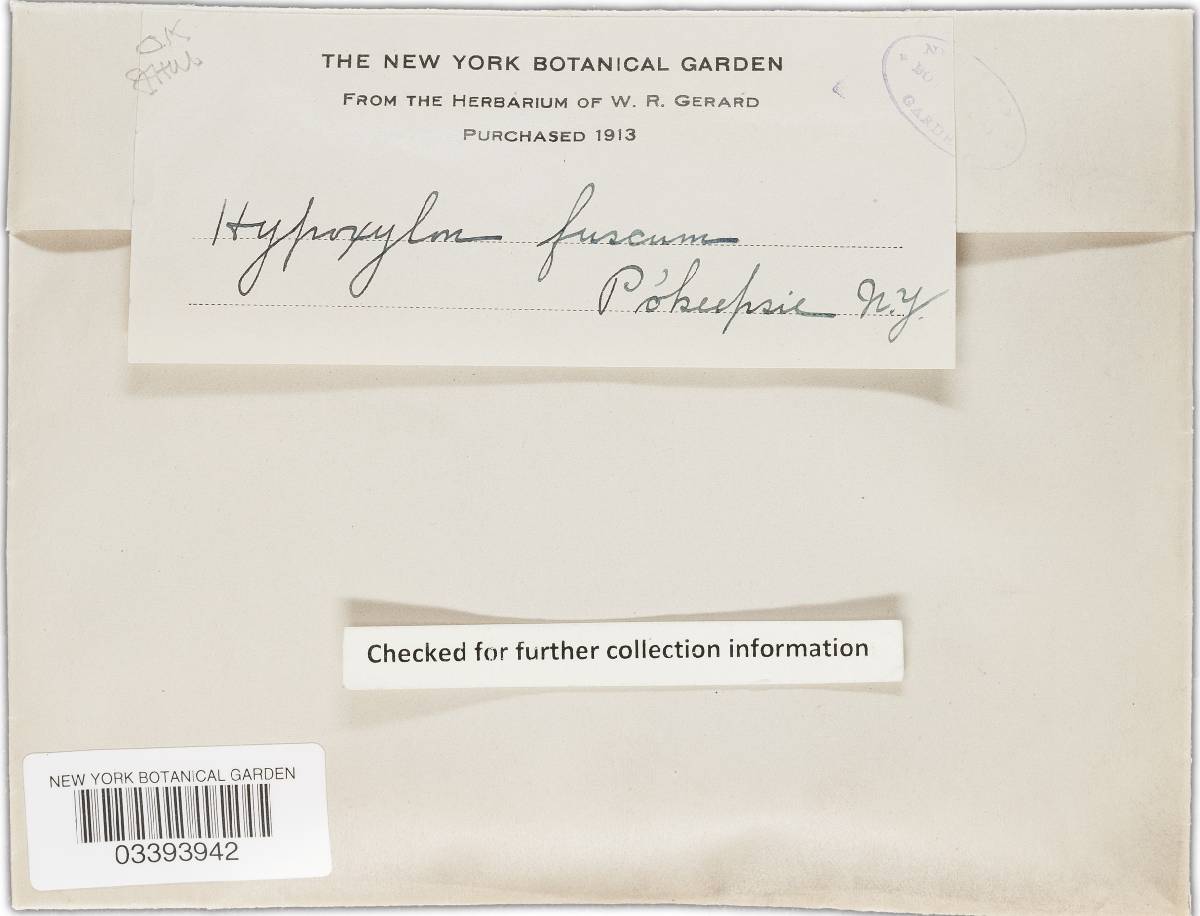 O.K.
THE NEW YORK BOTANICAL GARDEN
FROM THE HERBARIUM OF W. R. GERARD
PURCHASED 1913
Hypoxylon fuscum
P'okeepsie N.Y.
Checked for further collection information
NEW YORK BOTANICAL GARDEN
03393942